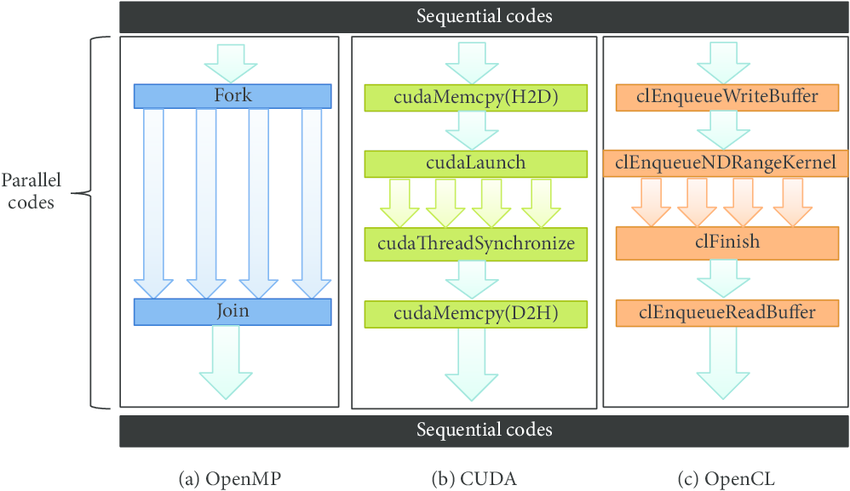 Sequential codes
Parallel
codes
Fork
Join
cudaMemcpy(H2D)
cudaLaunch
cudaThreadSynchronize
cudaMemcpy(D2H)
clEnqueueWriteBuffer
clEnqueueNDRangeKernel
clFinish
clEnqueueReadBuffer
Sequential codes
(a) OpenMP
(b) CUDA
(c) OpenCL